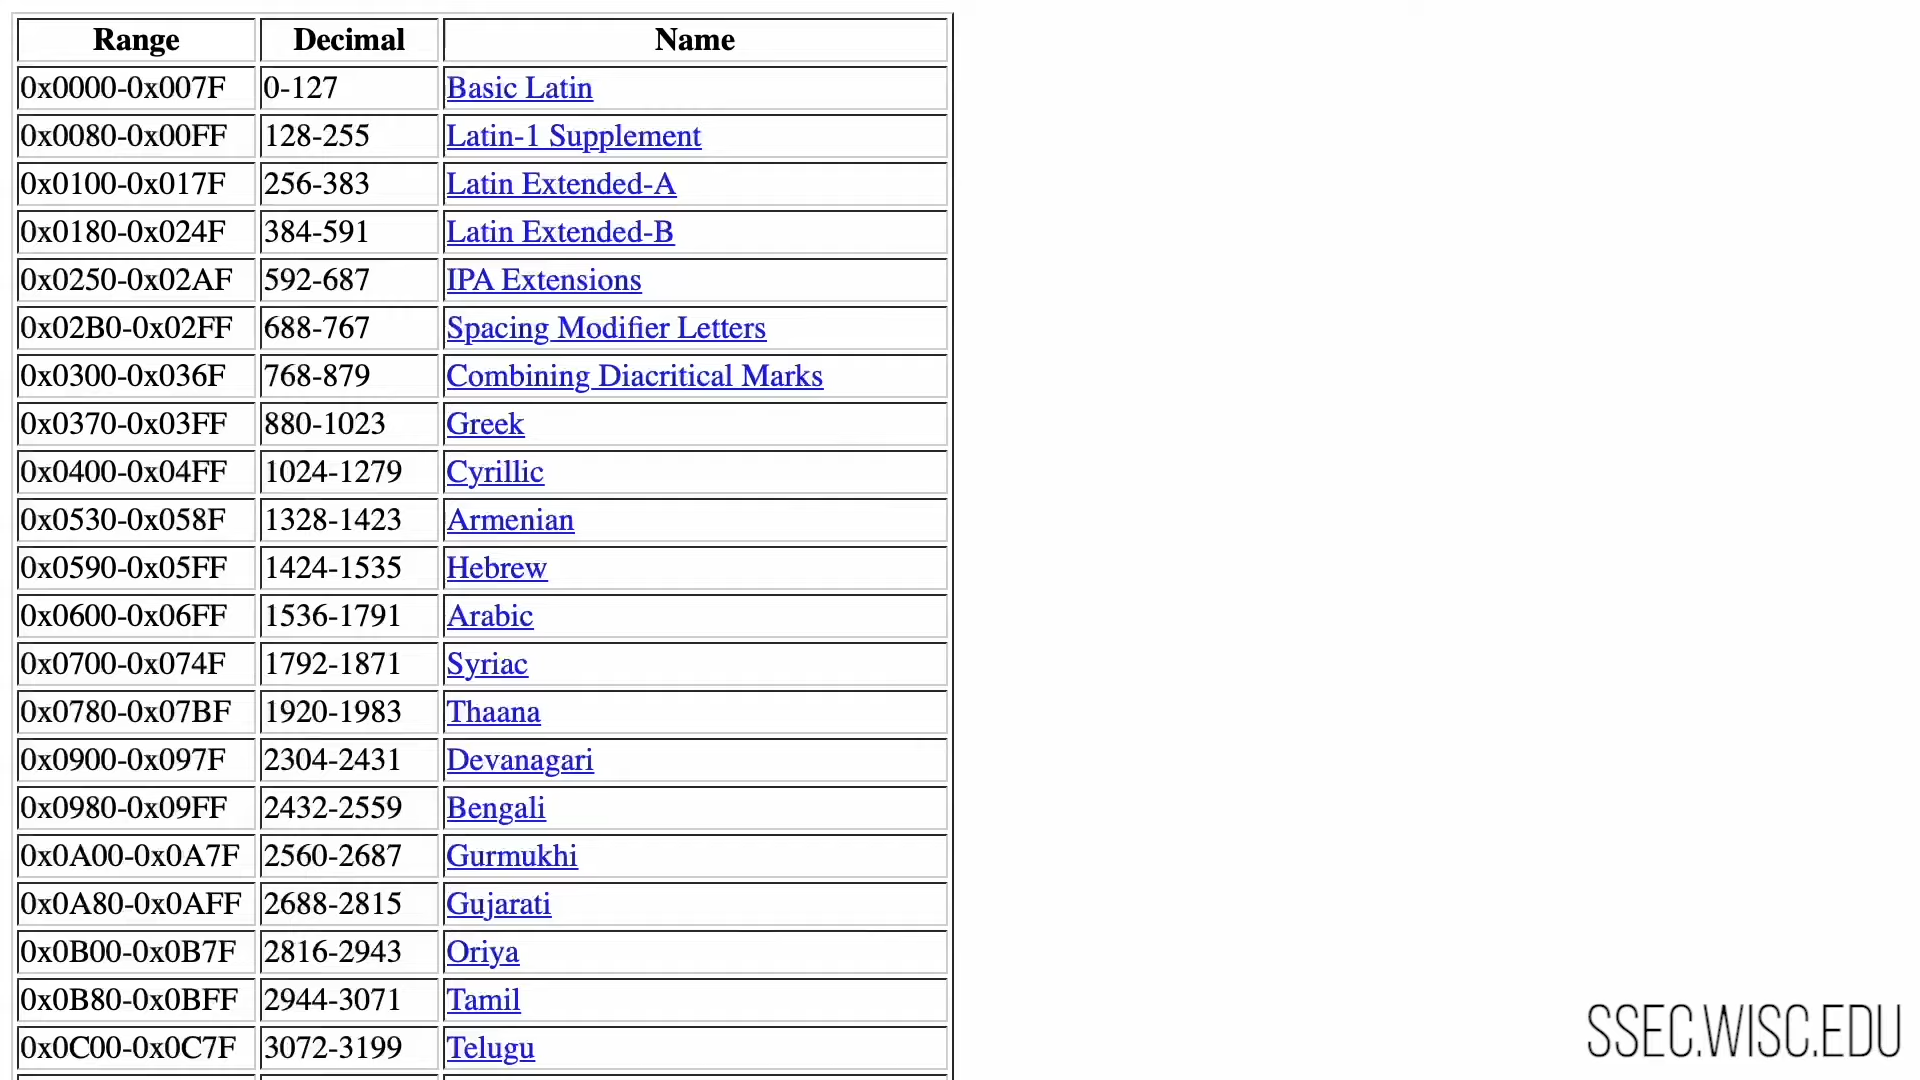 Range Decimal Name
0x0000-0x007F 0-127 Basic Latin
0x0080-0x00FF 128-255 Latin-1 Supplement
0x0100-0x017F 256-383 Latin Extended-A
0x0180-0x024F 384-591 Latin Extended-B
0x0250-0x02AF 592-687 IPA Extensions
0x02B0-0x02FF 688-767 Spacing Modifier Letters
0x0300-0x036F 768-879 Combining Diacritical Marks
0x0370-0x03FF 880-1023 Greek
0x0400-0x04FF 1024-1279 Cyrillic
0x0530-0x058F 1328-1423 Armenian
0x0590-0x05FF 1424-1535 Hebrew
0x0600-0x06FF 1536-1791 Arabic
0x0700-0x074F 1792-1871 Syriac
0x0780-0x07BF 1920-1983 Thaana
0x0900-0x097F 2304-2431 Devanagari
0x0980-0x09FF 2432-2559 Bengali
0x0A00-0x0A7F 2560-2687 Gurmukhi
0x0A80-0x0AFF 2688-2815 Gujarati
0x0B00-0x0B7F 2816-2943 Oriya
0x0B80-0x0BFF 2944-3071 Tamil
0x0C00-0x0C7F 3072-3199 Telugu
SSEC.WISC.EDU